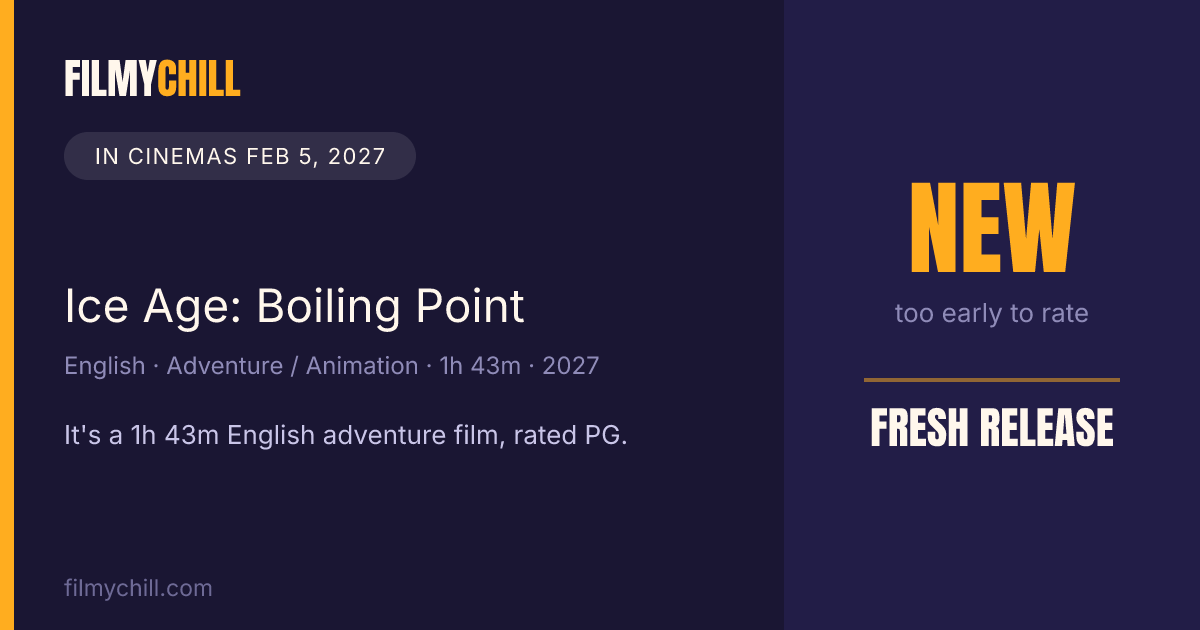 FILMYCHILL
IN CINEMAS FEB 5, 2027
Ice Age: Boiling Point
English · Adventure / Animation · 1h 43m · 2027
It's a 1h 43m English adventure film, rated PG.
filmychill.com
NEW
too early to rate
FRESH RELEASE